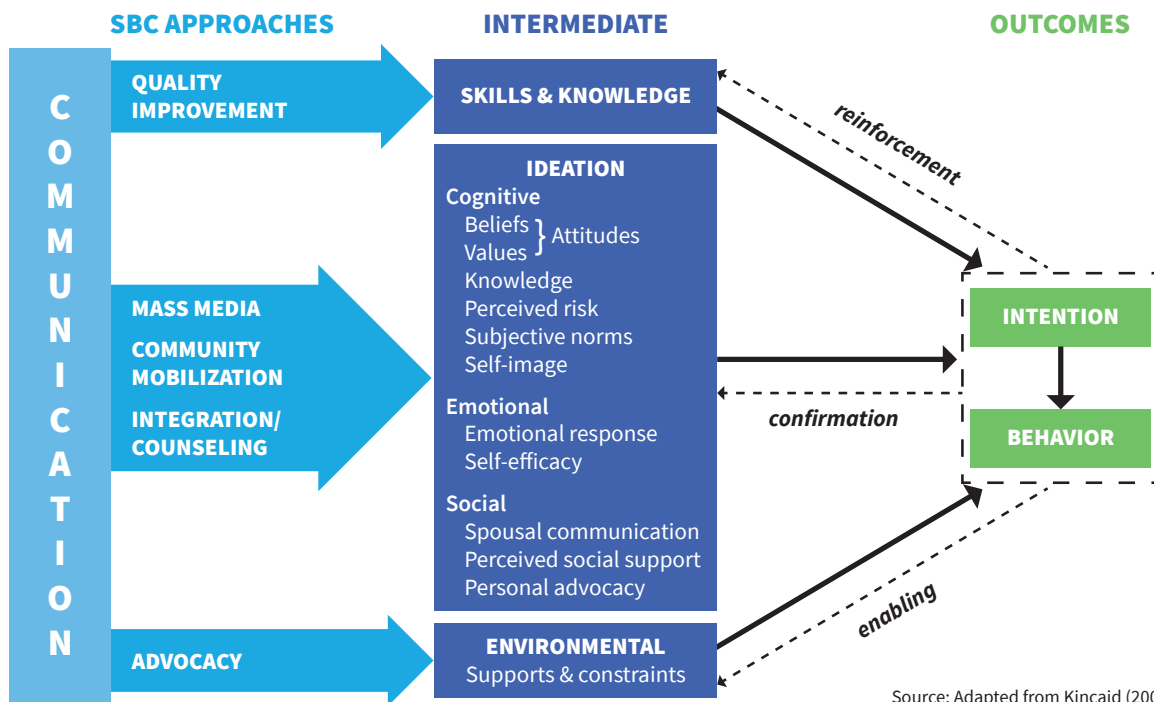 SBC APPROACHES
INTERMEDIATE
OUTCOMES
COMMUNICATION
QUALITY
IMPROVEMENT
MASS MEDIA
COMMUNITY
MOBILIZATION
INTEGRATION/
COUNSELING
ADVOCACY
SKILLS & KNOWLEDGE
IDEATION
Cognitive
Beliefs
Values } Attitudes
Knowledge
Perceived risk
Subjective norms
Self-image
Emotional
Emotional response
Self-efficacy
Social
Spousal communication
Perceived social support
Personal advocacy
ENVIRONMENTAL
Supports & constraints
reinforcement
confirmation
enabling
INTENTION
BEHAVIOR
Source: Adapted from Kincaid (200